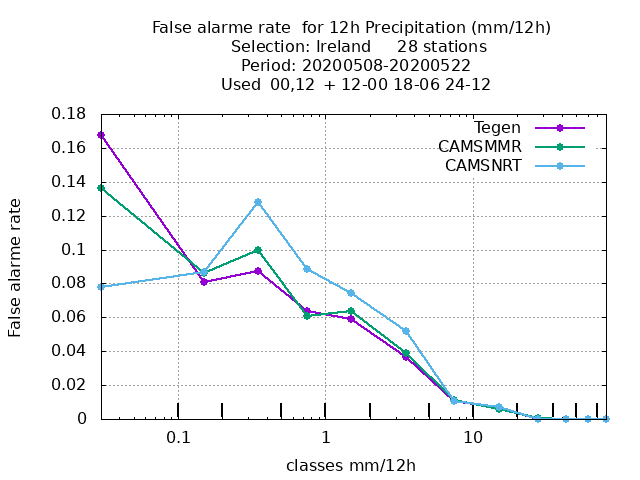 False alarme rate  for 12h Precipitation (mm/12h)
Selection: Ireland     28 stations
Period: 20200508-20200522
Used  00,12  + 12-00 18-06 24-12
Tegen
CAMSMMR
CAMSNRT
False alarme rate
0.18
0.16
0.14
0.12
0.1
0.08
0.06
0.04
0.02
0
0.1
1
10
classes mm/12h